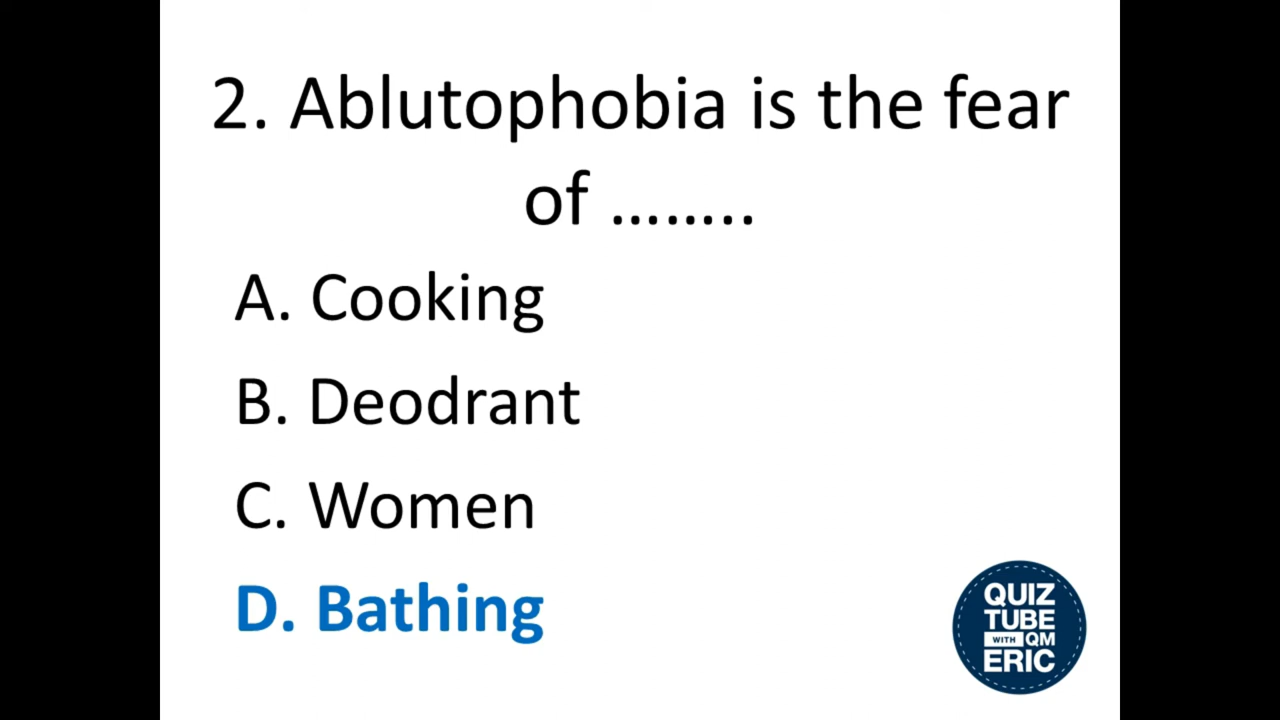 2. Ablutophobia is the fear
of ........
A. Cooking
B. Deodrant
C. Women
D. Bathing
QUIZ
TUBE
WITH QM
ERIC